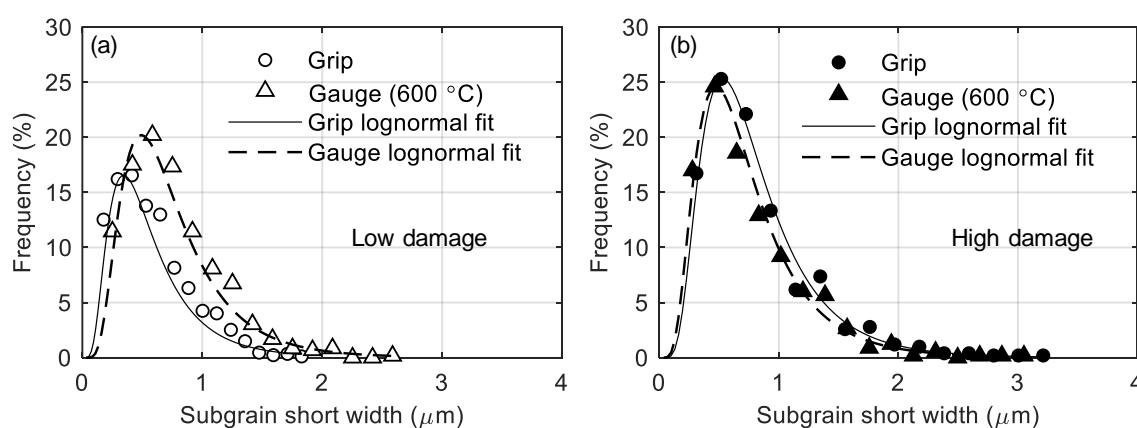 (a)
Grip
Gauge (600 °C)
Grip lognormal fit
Gauge lognormal fit
Low damage
Frequency (%)
30
25
20
15
10
5
0
0 1 2 3 4
Subgrain short width (μm)
(b)
Grip
Gauge (600 °C)
Grip lognormal fit
Gauge lognormal fit
High damage
Frequency (%)
30
25
20
15
10
5
0
0 1 2 3 4
Subgrain short width (μm)